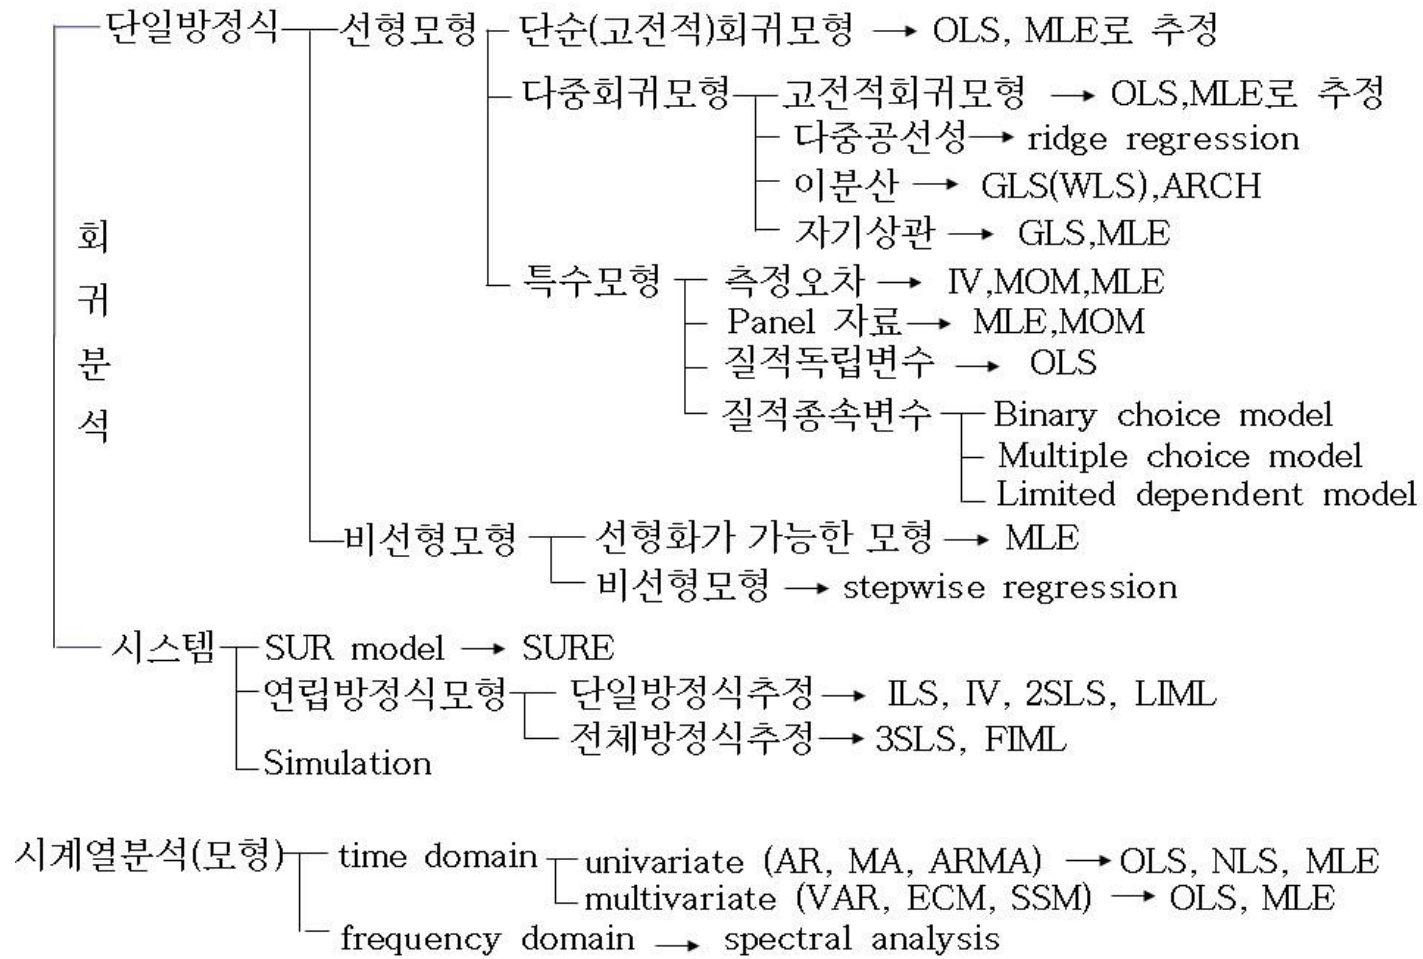 단일방정식 선형모형 단순(고전적)회귀모형 → OLS, MLE로 추정
다중회귀모형 고전적회귀모형 → OLS,MLE로 추정
다중공선성 → ridge regression
이분산 → GLS(WLS),ARCH
자기상관 → GLS,MLE
특수모형 측정오차 → IV,MOM,MLE
Panel 자료 → MLE,MOM
질적독립변수 → OLS
질적종속변수 Binary choice model
Multiple choice model
Limited dependent model
회귀분석
비선형모형 선형화가 가능한 모형 → MLE
비선형모형 → stepwise regression
시스템 SUR model → SURE
연립방정식모형 단일방정식추정 → ILS, IV, 2SLS, LIML
전체방정식추정 → 3SLS, FIML
Simulation
시계열분석(모형) time domain univariate (AR, MA, ARMA) → OLS, NLS, MLE
multivariate (VAR, ECM, SSM) → OLS, MLE
frequency domain → spectral analysis